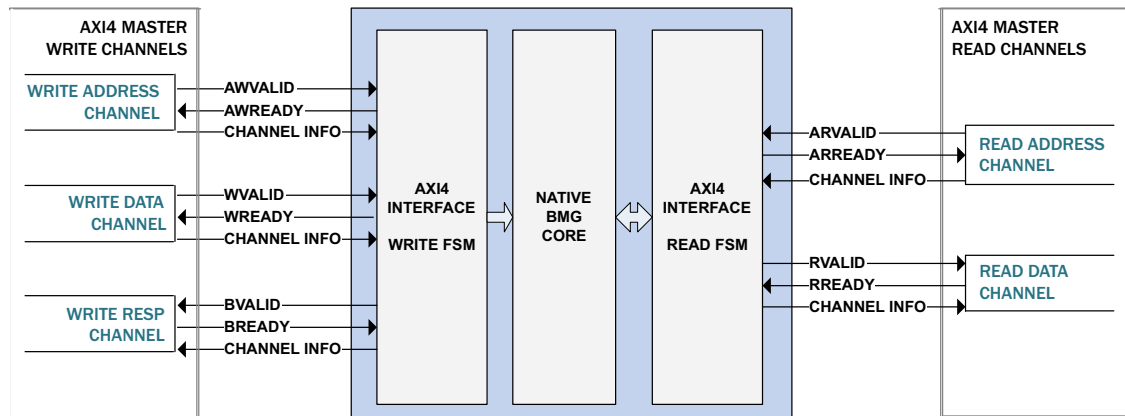 AXI4 MASTER
WRITE CHANNELS
WRITE ADDRESS
CHANNEL
AWVALID
AWREADY
CHANNEL INFO
WRITE DATA
CHANNEL
WVALID
WREADY
CHANNEL INFO
WRITE RESP
CHANNEL
BVALID
BREADY
CHANNEL INFO
AXI4
INTERFACE
WRITE FSM
NATIVE
BMG
CORE
AXI4
INTERFACE
READ FSM
AXI4 MASTER
READ CHANNELS
ARVALID
ARREADY
CHANNEL INFO
READ ADDRESS
CHANNEL
RVALID
RREADY
CHANNEL INFO
READ DATA
CHANNEL